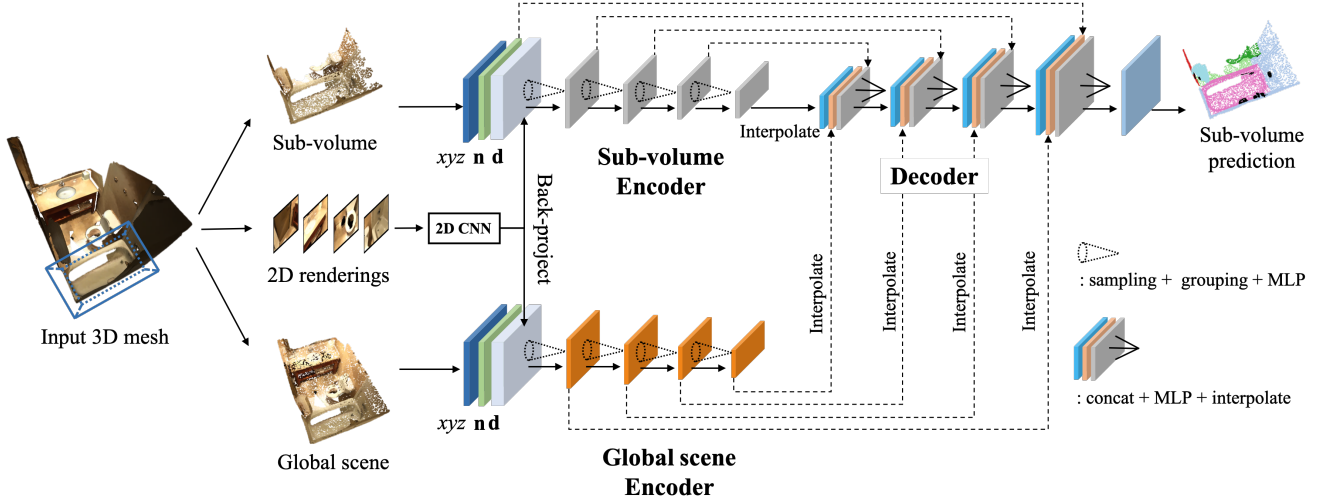 Sub-volume
xyz n d
Interpolate
Sub-volume
Encoder
Decoder
Sub-volume
prediction
Input 3D mesh
2D renderings
2D CNN
Back-project
Interpolate
Interpolate
Interpolate
Interpolate
: sampling + grouping + MLP
: concat + MLP + interpolate
Global scene
xyz n d
Global scene
Encoder